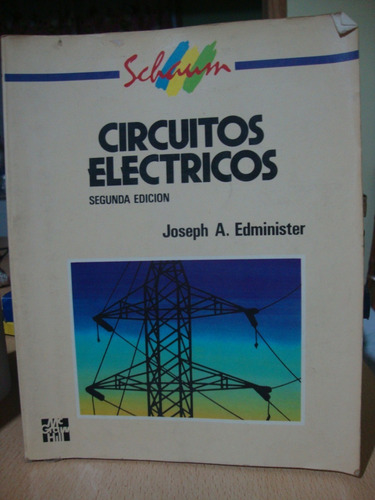 Schaum
CIRCUITOS
ELECTRICOS
SEGUNDA EDICION
Joseph A. Edminister
Mc
Graw
Hill